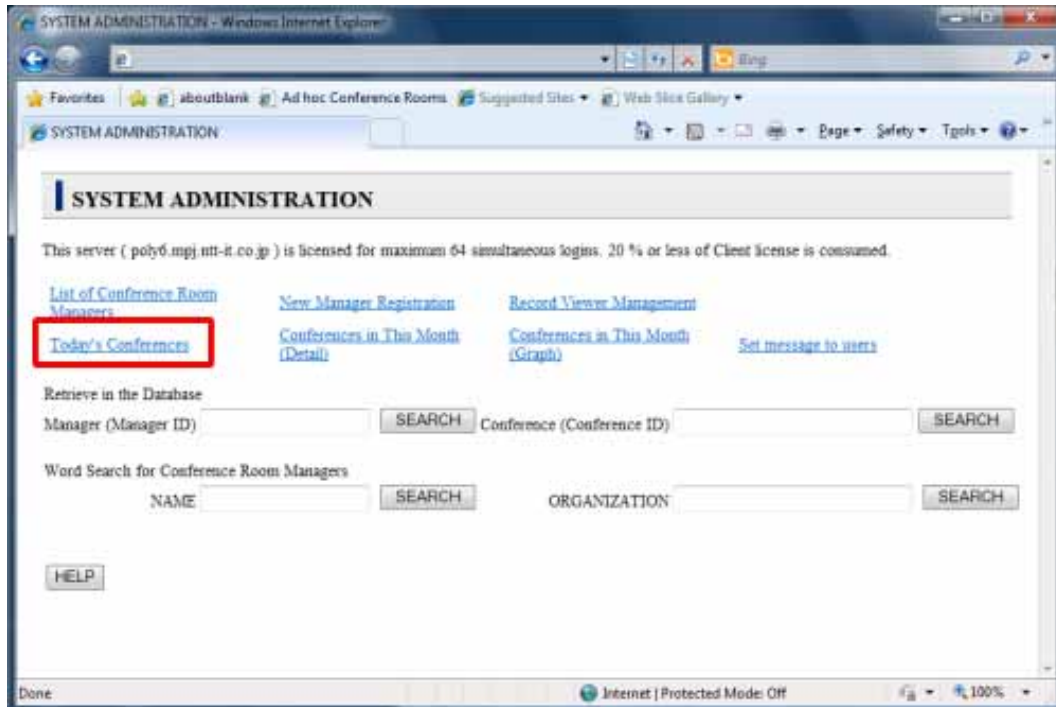 SYSTEM ADMINISTRATION - Windows Internet Explorer
Bing
Favorites aboutblank Ad hoc Conference Rooms Suggested Sites Web Slice Gallery
SYSTEM ADMINISTRATION Page Safety Tools
SYSTEM ADMINISTRATION
This server ( poly6.mpj.ntt-it.co.jp ) is licensed for maximum 64 simultaneous logins. 20 % or less of Client license is consumed.
List of Conference Room Managers
New Manager Registration
Record Viewer Management
Today's Conferences
Conferences in This Month (Detail)
Conferences in This Month (Graph)
Set message to users
Retrieve in the Database
Manager (Manager ID) SEARCH Conference (Conference ID) SEARCH
Word Search for Conference Room Managers
NAME SEARCH ORGANIZATION SEARCH
HELP
Done Internet | Protected Mode: Off 100%